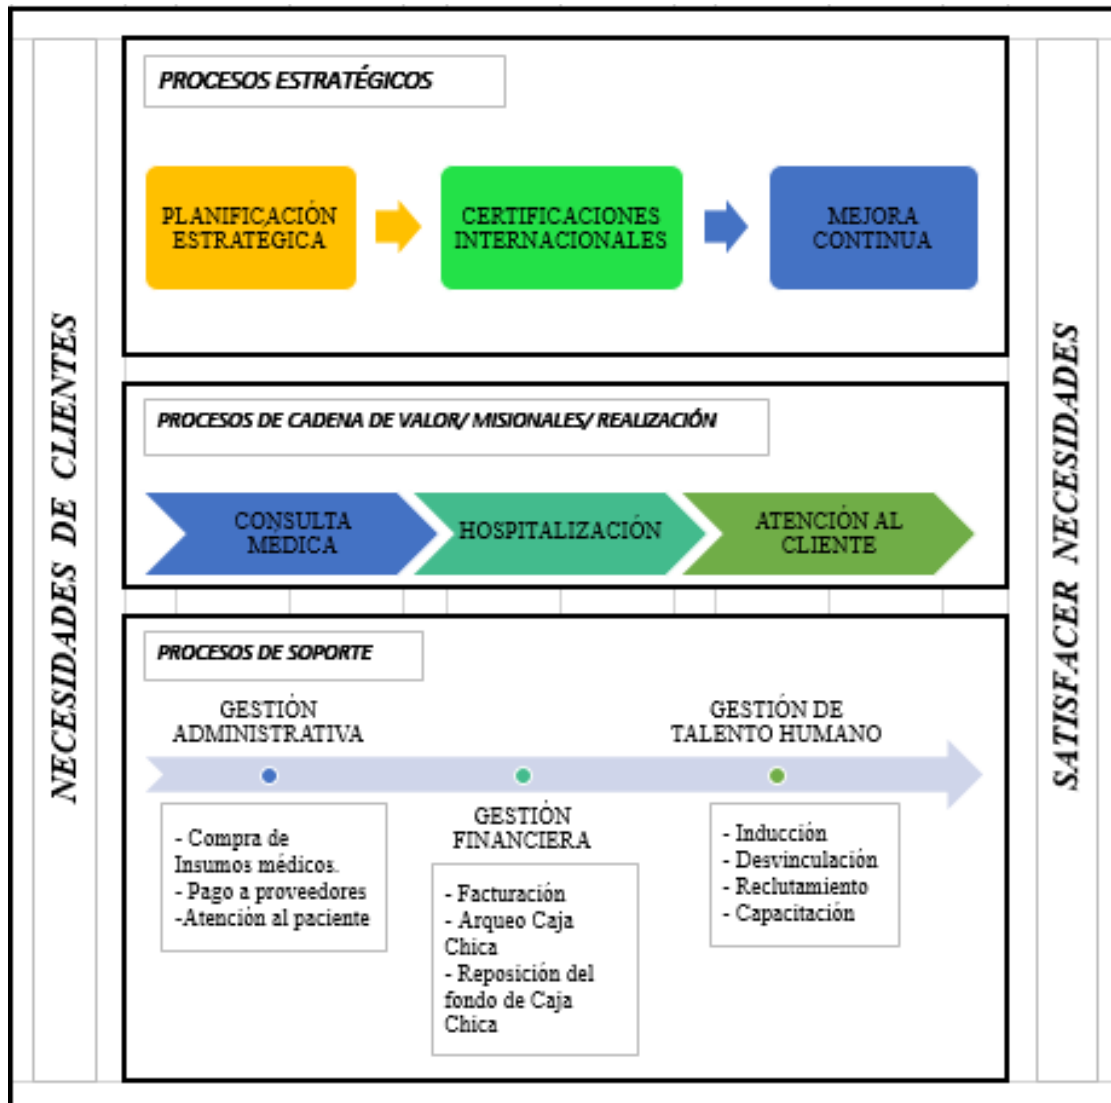 NECESIDADES DE CLIENTES
PROCESOS ESTRATÉGICOS
PLANIFICACIÓN
ESTRATÉGICA
CERTIFICACIONES
INTERNACIONALES
MEJORA
CONTINUA
PROCESOS DE CADENA DE VALOR/ MISIONALES/ REALIZACIÓN
CONSULTA
MÉDICA
HOSPITALIZACIÓN
ATENCIÓN AL
CLIENTE
PROCESOS DE SOPORTE
GESTIÓN
ADMINISTRATIVA
- Compra de
Insumos médicos.
- Pago a proveedores
-Atención al paciente
GESTIÓN
FINANCIERA
- Facturación
- Arqueo Caja
Chica
- Reposición del
fondo de Caja
Chica
GESTIÓN DE
TALENTO HUMANO
- Inducción
- Desvinculación
- Reclutamiento
- Capacitación
SATISFACER NECESIDADES